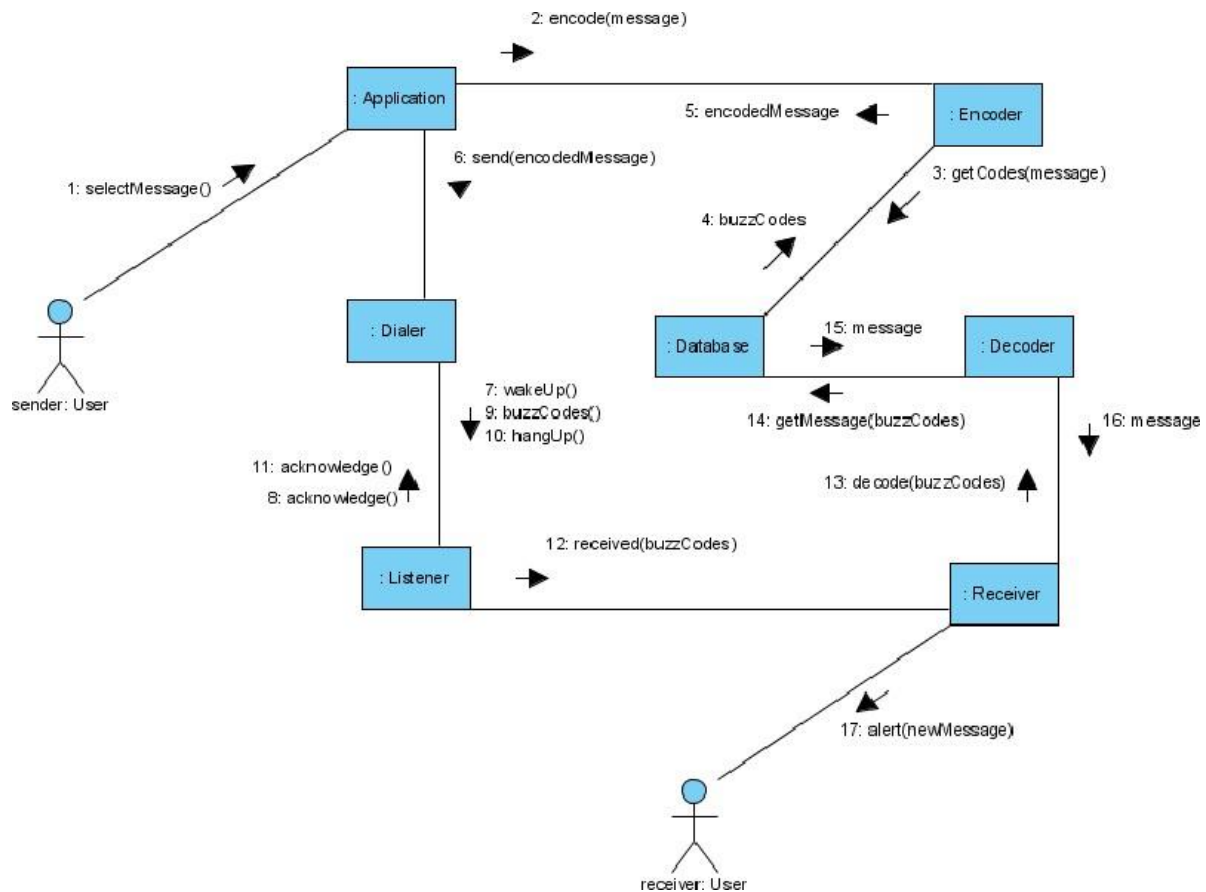 2: encode(message)
: Application
5: encodedMessage
: Encoder
6: send(encodedMessage)
1: selectMessage()
3: getCodes(message)
4: buzzCodes
: Dialer
: Database
15: message
: Decoder
sender: User
7: wakeUp()
9: buzzCodes()
10: hangUp()
14: getMessage(buzzCodes)
16: message
11: acknowledge()
8: acknowledge()
13: decode(buzzCodes)
12: received(buzzCodes)
: Listener
: Receiver
17: alert(newMessage)
receiver: User